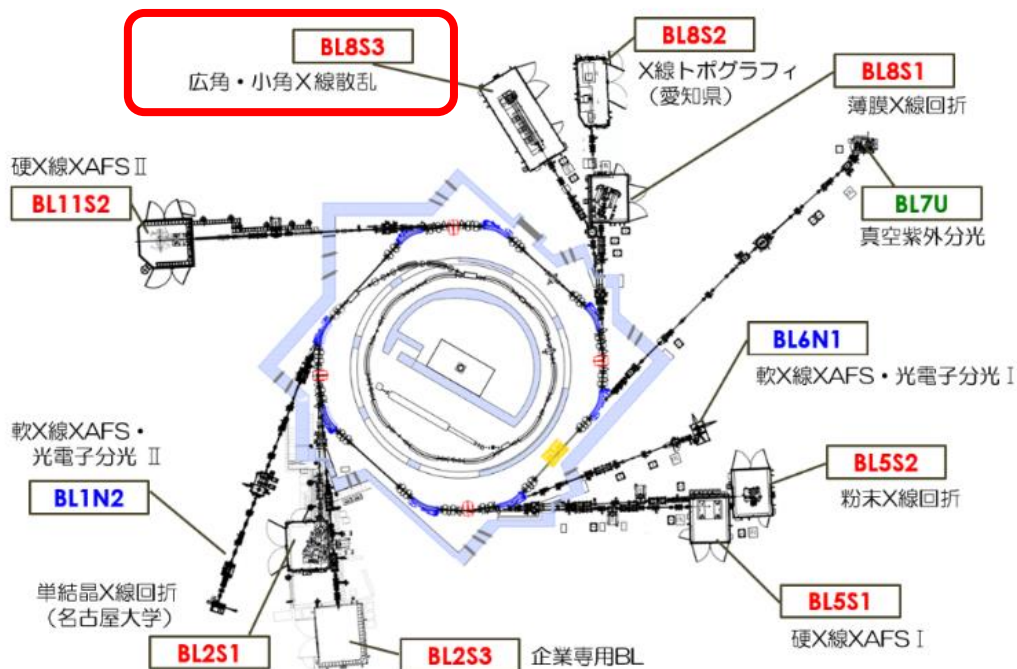 BL8S3
広角・小角X線散乱
BL8S2
X線トポグラフィ
(愛知県)
BL8S1
薄膜X線回折
硬X線XAFSⅡ
BL11S2
BL7U
真空紫外分光
BL6N1
軟X線XAFS・光電子分光Ⅰ
軟X線XAFS・
光電子分光 Ⅱ
BL1N2
BL5S2
粉末X線回折
単結晶X線回折
(名古屋大学)
BL2S1
BL2S3
企業専用BL
BL5S1
硬X線XAFSⅠ